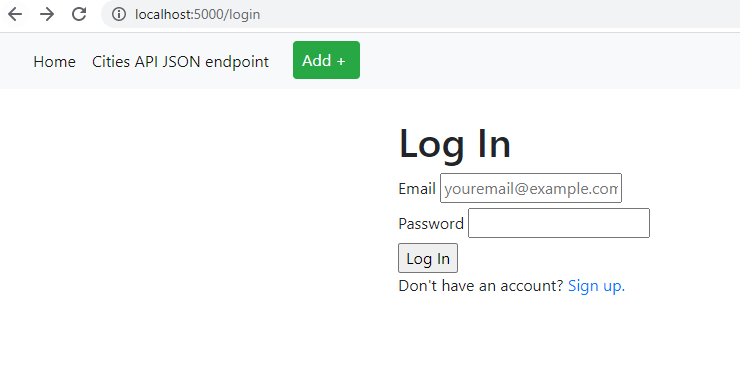 localhost:5000/login
Home Cities API JSON endpoint Add +
Log In
Email youremail@example.com
Password
Log In
Don't have an account? Sign up.